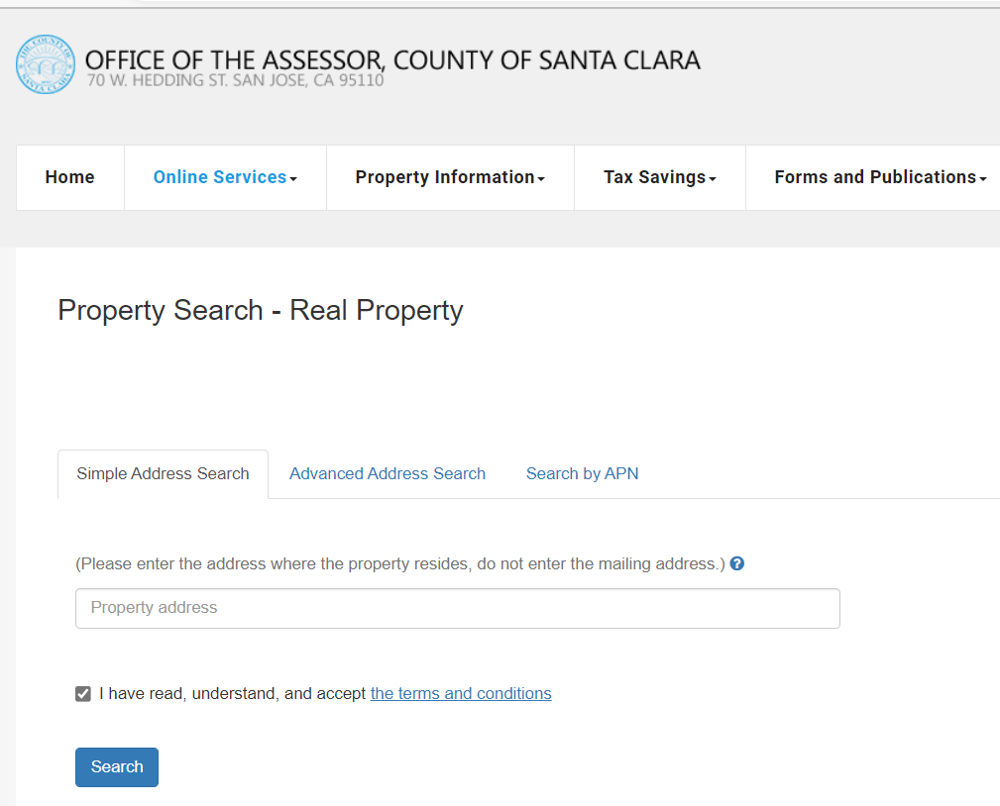 OFFICE OF THE ASSESSOR, COUNTY OF SANTA CLARA
70 W. HEDDING ST. SAN JOSE, CA 95110
Home
Online Services
Property Information
Tax Savings
Forms and Publications
Property Search - Real Property
Simple Address Search
Advanced Address Search
Search by APN
(Please enter the address where the property resides, do not enter the mailing address.) ?
Property address
I have read, understand, and accept the terms and conditions
Search